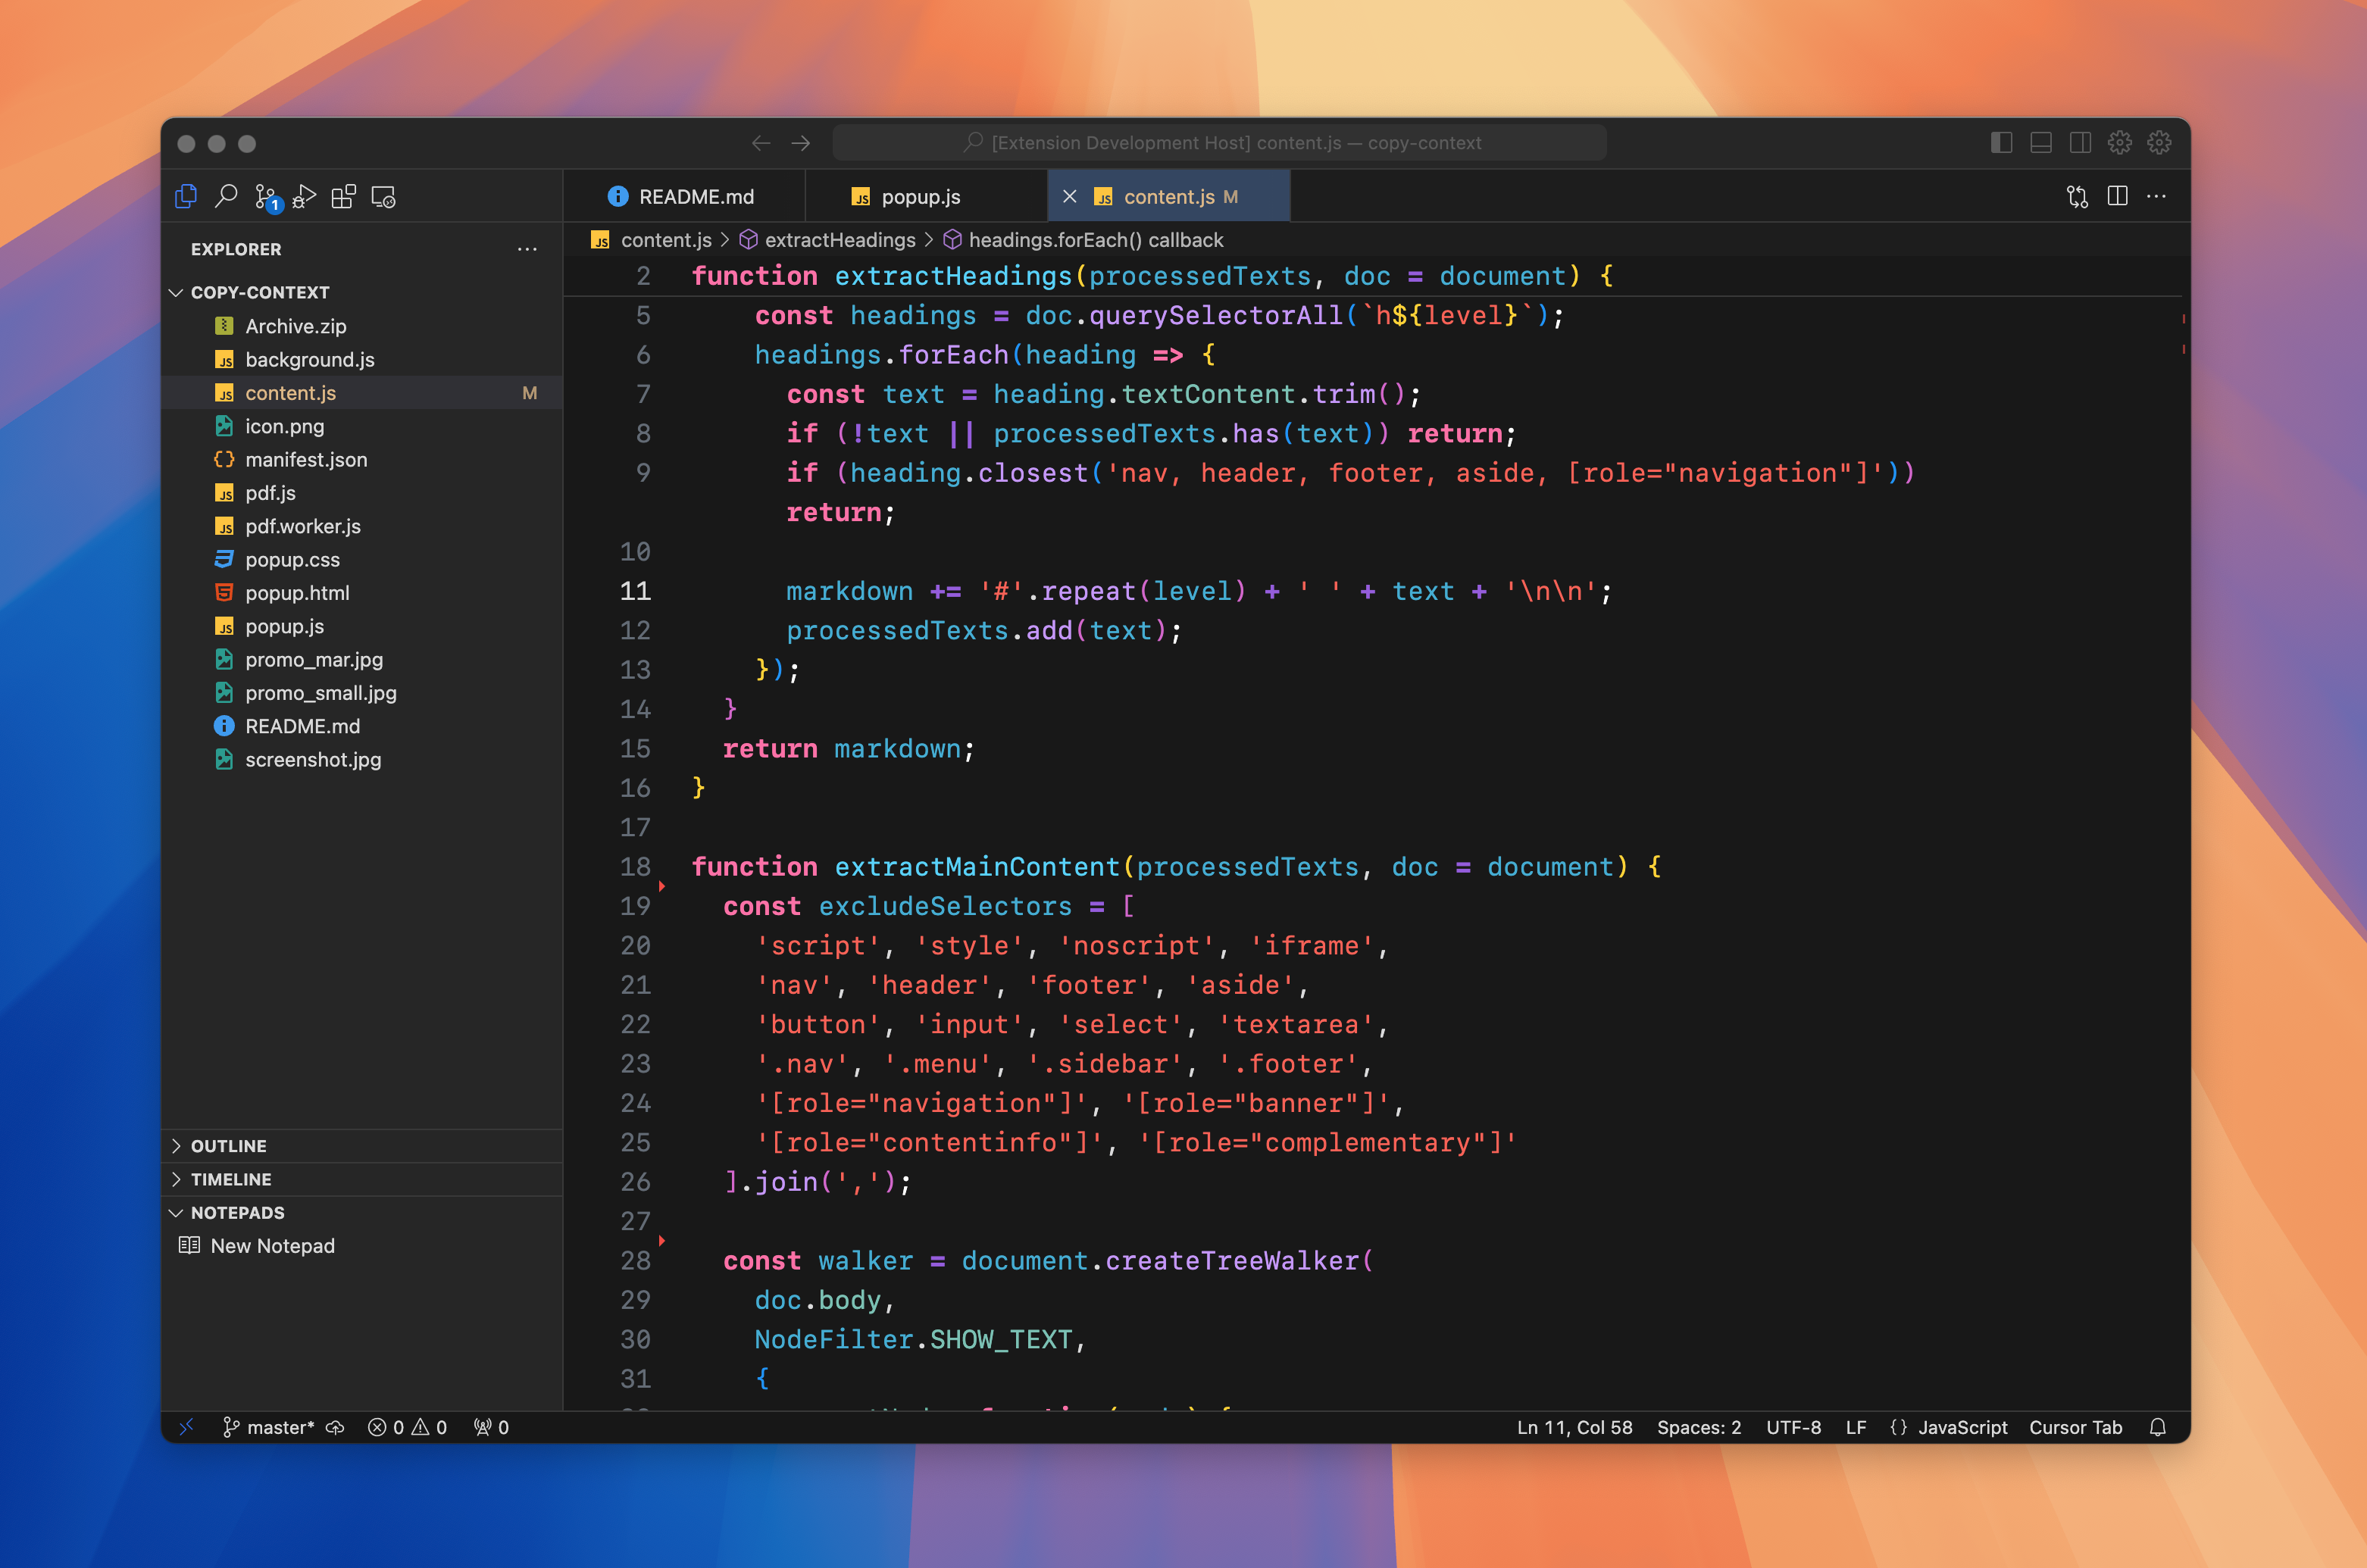 [Extension Development Host] content.js — copy-context
1
README.md
popup.js
content.js M
EXPLORER
content.js > extractHeadings > headings.forEach() callback
COPY-CONTEXT
Archive.zip
background.js
content.js M
icon.png
manifest.json
pdf.js
pdf.worker.js
popup.css
popup.html
popup.js
promo_mar.jpg
promo_small.jpg
README.md
screenshot.jpg
OUTLINE
TIMELINE
NOTEPADS
New Notepad
2 function extractHeadings(processedTexts, doc = document) {
5 const headings = doc.querySelectorAll(`h${level}`);
6 headings.forEach(heading => {
7 const text = heading.textContent.trim();
8 if (!text || processedTexts.has(text)) return;
9 if (heading.closest('nav, header, footer, aside, [role="navigation"]'))
return;
10
11 markdown += '#'.repeat(level) + ' ' + text + '\n\n';
12 processedTexts.add(text);
13 });
14 }
15 return markdown;
16 }
17
18 function extractMainContent(processedTexts, doc = document) {
19 const excludeSelectors = [
20 'script', 'style', 'noscript', 'iframe',
21 'nav', 'header', 'footer', 'aside',
22 'button', 'input', 'select', 'textarea',
23 '.nav', '.menu', '.sidebar', '.footer',
24 '[role="navigation"]', '[role="banner"]',
25 '[role="contentinfo"]', '[role="complementary"]'
26 ].join(',');
27
28 const walker = document.createTreeWalker(
29 doc.body,
30 NodeFilter.SHOW_TEXT,
31 {
master* 0 0 0
Ln 11, Col 58 Spaces: 2 UTF-8 LF {} JavaScript Cursor Tab